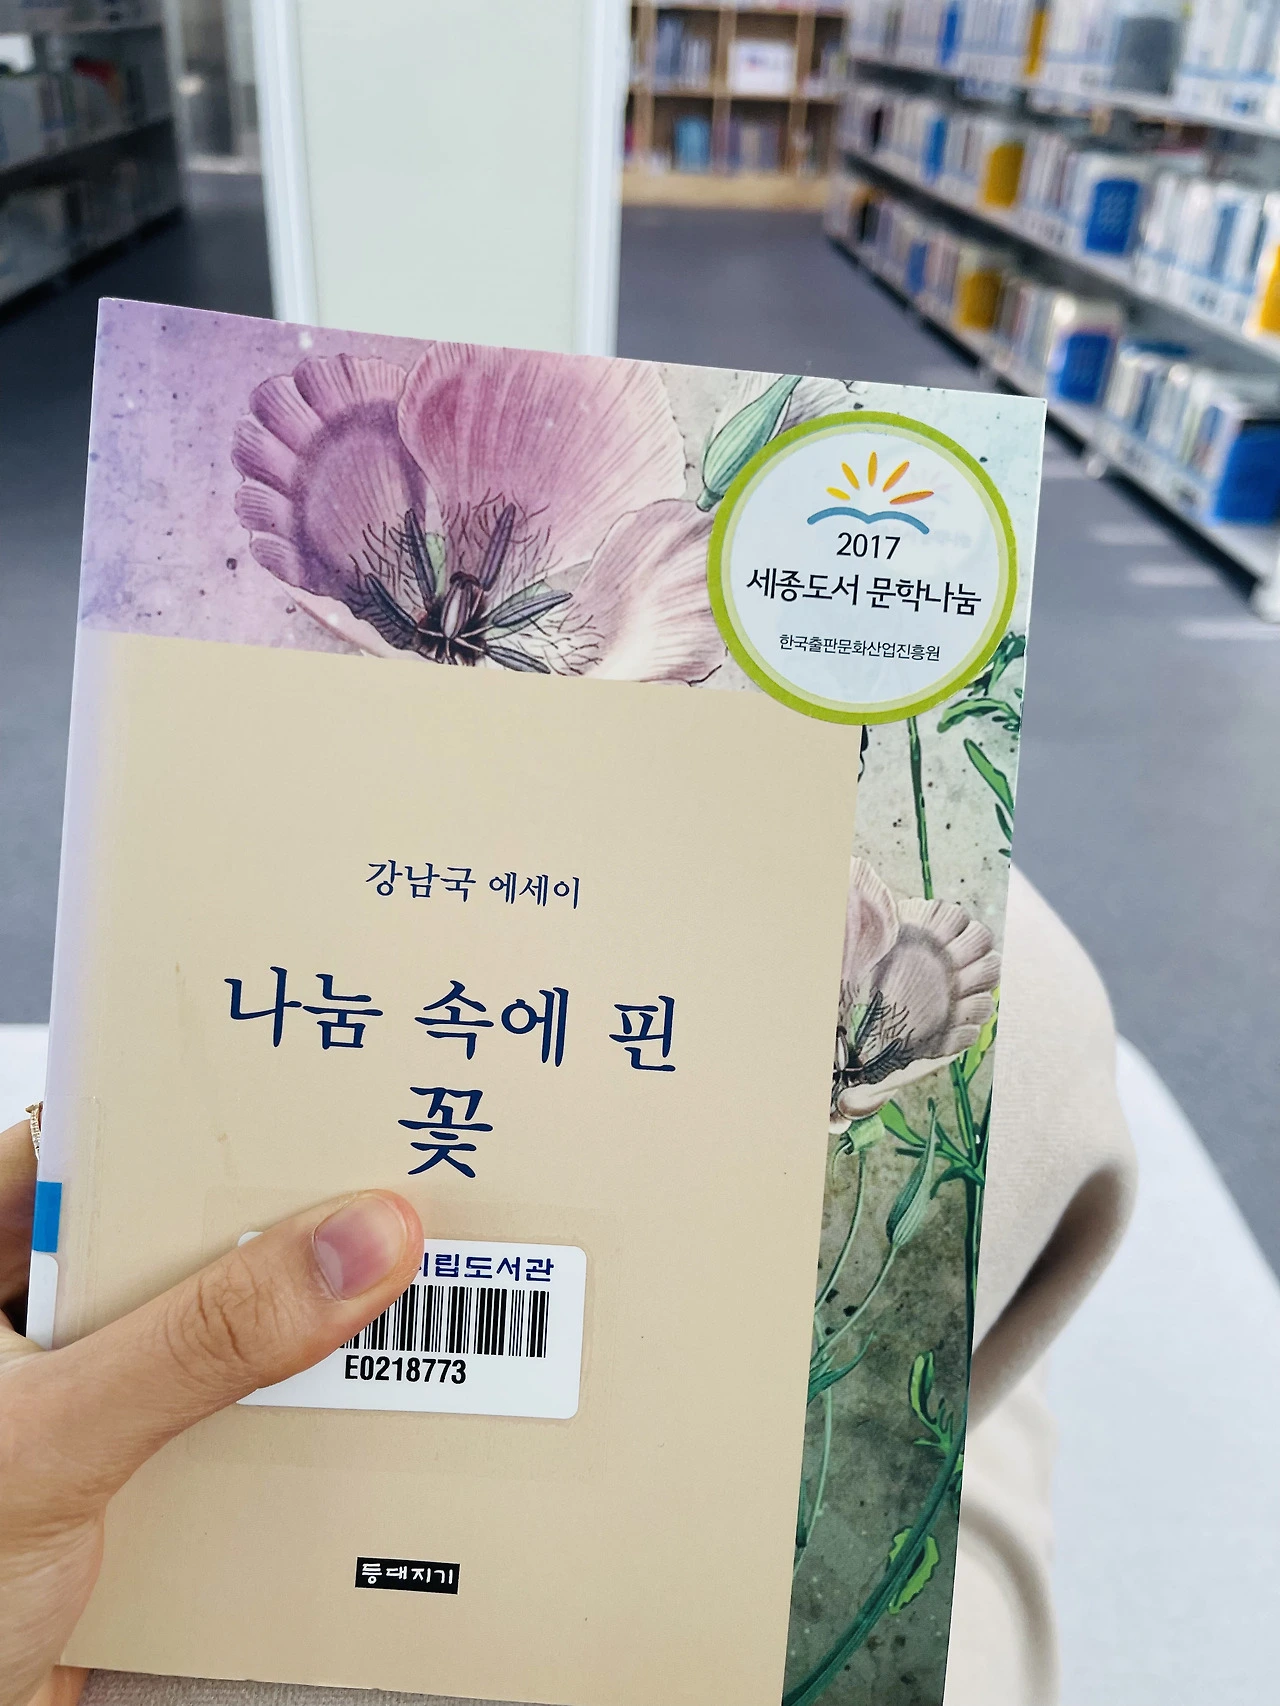 2017
세종도서 문학나눔
한국출판문화산업진흥원
강남국 에세이
나눔 속에 핀
꽃
립도서관
E0218773
등대지기